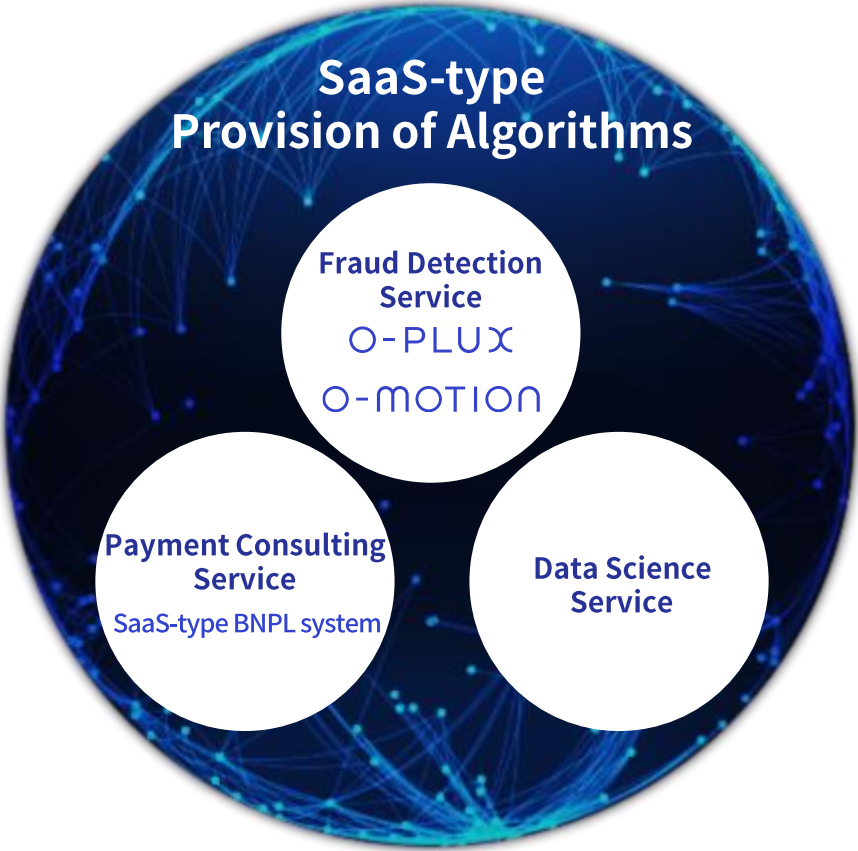 SaaS-type
Provision of Algorithms
Fraud Detection
Service
O-PLUX
O-MOTION
Payment Consulting
Service
SaaS-type BNPL system
Data Science
Service